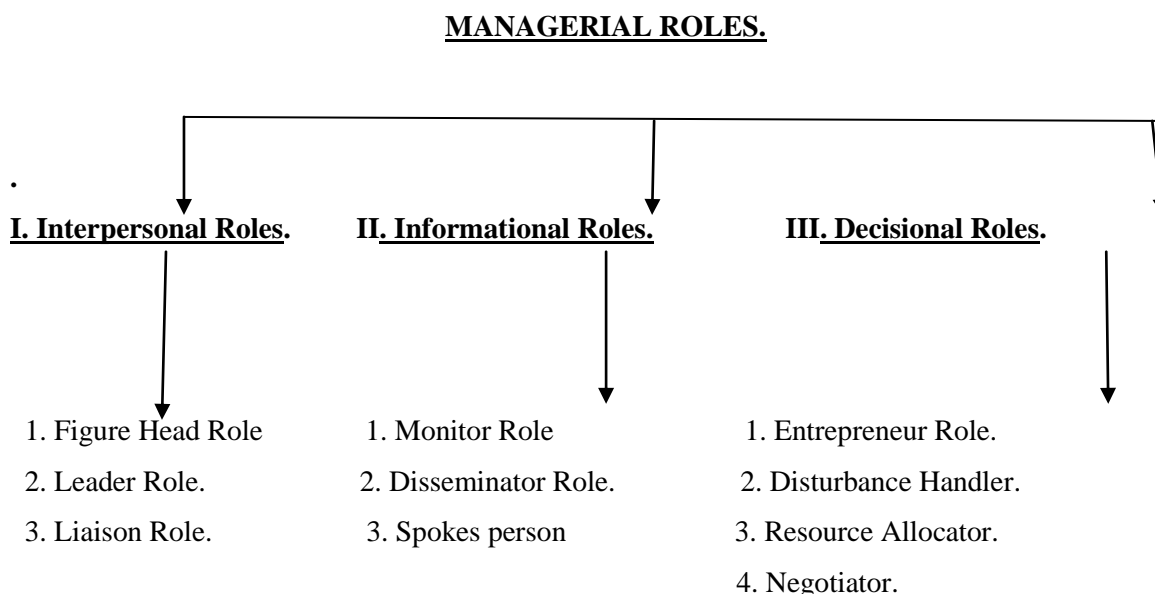 MANAGERIAL ROLES.
.
I. Interpersonal Roles. II. Informational Roles. III. Decisional Roles.
1. Figure Head Role 1. Monitor Role 1. Entrepreneur Role.
2. Leader Role. 2. Disseminator Role. 2. Disturbance Handler.
3. Liaison Role. 3. Spokes person 3. Resource Allocator.
4. Negotiator.